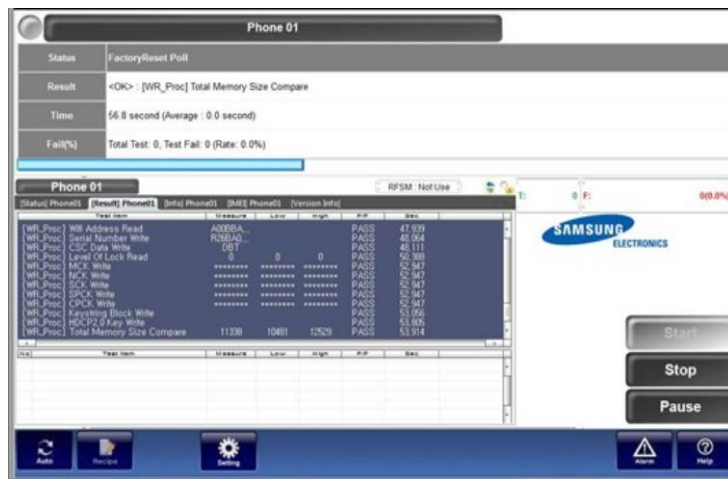 Phone 01
Status FactoryReset Poll
Result <OK> : [WR_Proc] Total Memory Size Compare
Time 56.8 second (Average : 0.0 second)
Fail(%) Total Test: 0, Test Fail: 0 (Rate: 0.0%)
Phone 01 RFSM : Not Use T: 0 F: 0(0.0%)
[Status] Phone01 [Result] Phone01 [Info] Phone01 [IMEI] Phone01 [Version Info]
Test Item Measure Low High P/F Sec
[WR_Proc] Wifi Address Read A00BBA... PASS 47,939
[WR_Proc] Serial Number Write R26BA0... PASS 48,064
[WR_Proc] CSC Data Write DBT PASS 48,111
[WR_Proc] Level Of Lock Read 0 0 0 PASS 50,388
[WR_Proc] MCK Write ******** ******** ******** PASS 52,947
[WR_Proc] NCK Write ******** ******** ******** PASS 52,947
[WR_Proc] SCK Write ******** ******** ******** PASS 52,947
[WR_Proc] SPCK Write ******** ******** ******** PASS 52,947
[WR_Proc] CPCK Write ******** ******** ******** PASS 52,947
[WR_Proc] Keystring Block Write PASS 53,056
[WR_Proc] HDCP2,0 Key Write PASS 53,805
[WR_Proc] Total Memory Size Compare 11398 10481 12529 PASS 53,914
SAMSUNG
ELECTRONICS
No Test Item Measure Low High P/F Sec
Start
Stop
Pause
Auto
Recipe
Setting
Alarm
Help